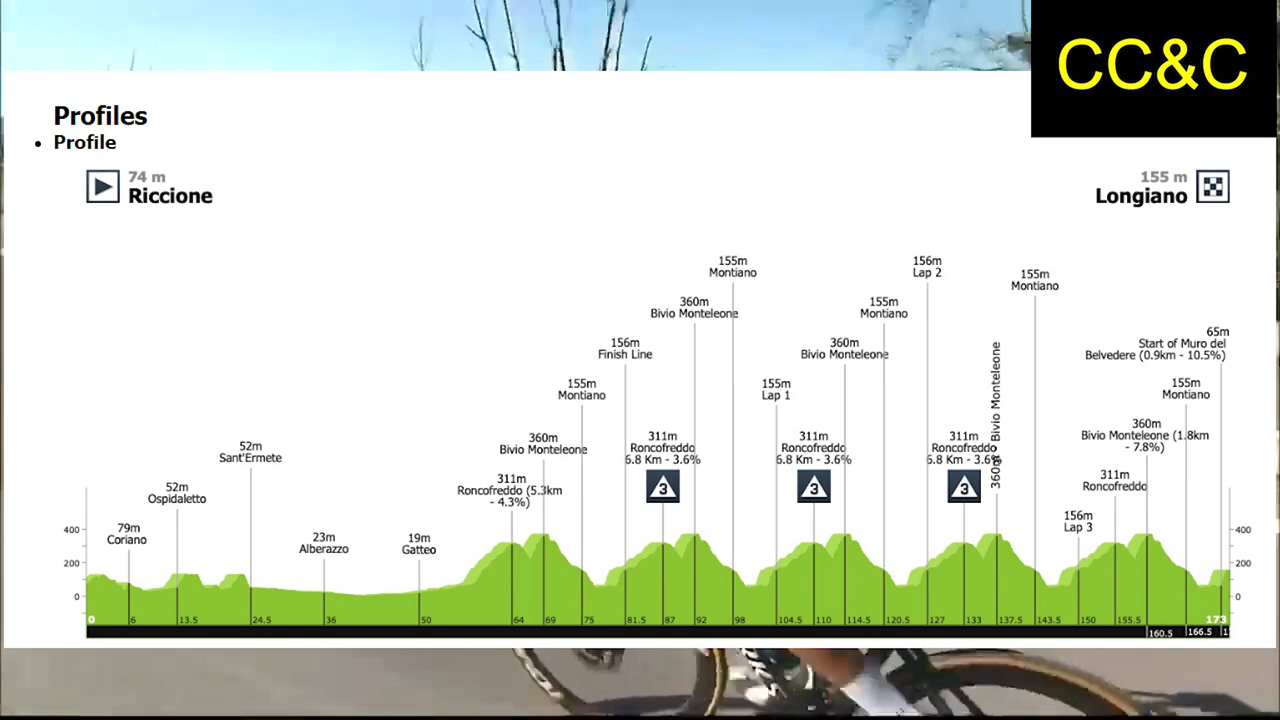 CC&C
Profiles
• Profile
74 m
Riccione
155 m
Longiano
155m
Montiano
156m
Lap 2
155m
Montiano
360m
Bivio Monteleone
155m
Montiano
156m
Finish Line
360m
Bivio Monteleone
65m
Start of Muro del
Belvedere (0.9km - 10.5%)
155m
Montiano
155m
Lap 1
360m Bivio Monteleone
155m
Montiano
52m
Sant'Ermete
360m
Bivio Monteleone
311m
Roncofreddo
6.8 Km - 3.6%
3
311m
Roncofreddo
6.8 Km - 3.6%
3
311m
Roncofreddo
6.8 Km - 3.6%
3
360m
Bivio Monteleone (1.8km
- 7.8%)
52m
Ospidaletto
311m
Roncofreddo (5.3km
- 4.3%)
311m
Roncofreddo
79m
Coriano
23m
Alberazzo
19m
Gatteo
156m
Lap 3
400
200
0
400
200
0
0 6 13.5 24.5 36 50 64 69 75 81.5 87 92 98 104.5 110 114.5 120.5 127 133 137.5 143.5 150 155.5 173
160.5 166.5